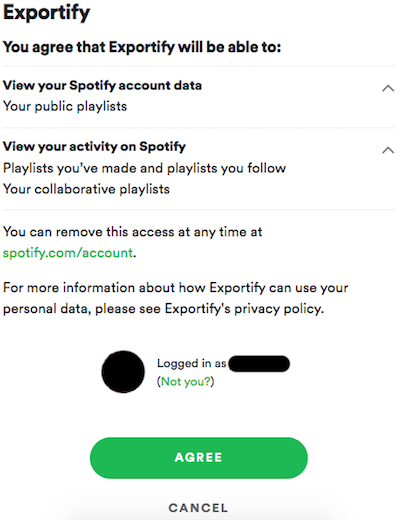 Exportify
You agree that Exportify will be able to:
View your Spotify account data
Your public playlists
View your activity on Spotify
Playlists you’ve made and playlists you follow
Your collaborative playlists
You can remove this access at any time at
spotify.com/account.
For more information about how Exportify can use your
personal data, please see Exportify's privacy policy.
Logged in as
(Not you?)
AGREE
CANCEL